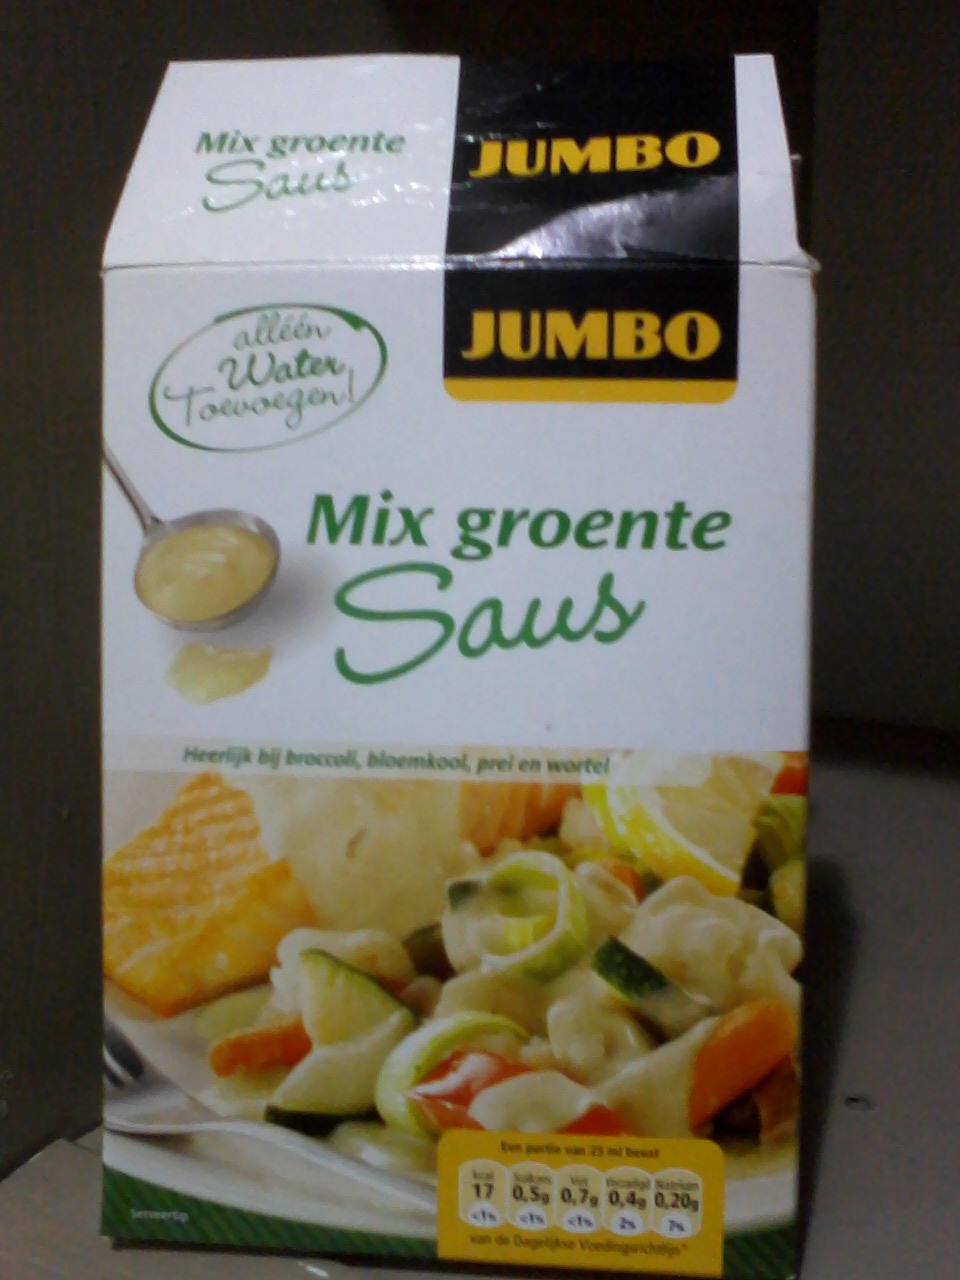 Mix groente
Saus
JUMBO
JUMBO
alléén
Water
Toevoegen!
Mix groente
Saus
Heerlijk bij broccoli, bloemkool, prei en wortel
Een portie van 25 ml bevat
kcal Suikers Vet Verzadigd Natrium
17 0,5g 0,7g 0,4g 0,20g
<1% <1% <1% 2% 7%
van de Dagelijkse Voedingsrichtlijn*
Serveertip